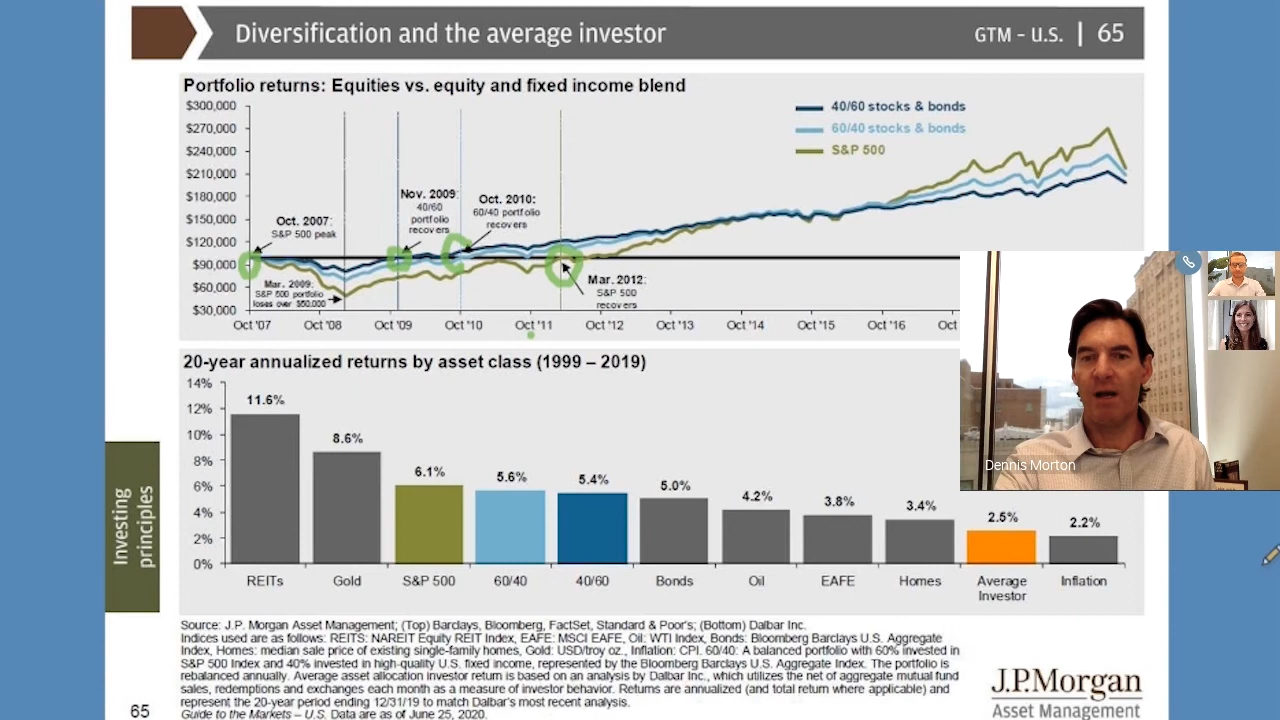 Diversification and the average investor
GTM – U.S. | 65
Portfolio returns: Equities vs. equity and fixed income blend
$300,000
$270,000
$240,000
$210,000
$180,000
$150,000
$120,000
$90,000
$60,000
$30,000
40/60 stocks & bonds
60/40 stocks & bonds
S&P 500
Oct. 2007:
S&P 500 peak
Mar. 2009:
S&P 500 portfolio
loses over $50,000
Nov. 2009:
40/60
portfolio
recovers
Oct. 2010:
60/40 portfolio
recovers
Mar. 2012:
S&P 500
recovers
Oct '07 Oct '08 Oct '09 Oct '10 Oct '11 Oct '12 Oct '13 Oct '14 Oct '15 Oct '16 Oct
20-year annualized returns by asset class (1999 – 2019)
14%
12%
10%
8%
6%
4%
2%
0%
11.6% 8.6% 6.1% 5.6% 5.4% 5.0% 4.2% 3.8% 3.4% 2.5% 2.2%
REITs Gold S&P 500 60/40 40/60 Bonds Oil EAFE Homes Average Inflation
Investor
Dennis Morton
Investing
principles
Source: J.P. Morgan Asset Management; (Top) Barclays, Bloomberg, FactSet, Standard & Poor's; (Bottom) Dalbar Inc.
Indices used are as follows: REITS: NAREIT Equity REIT Index, EAFE: MSCI EAFE, Oil: WTI Index, Bonds: Bloomberg Barclays U.S. Aggregate
Index, Homes: median sale price of existing single-family homes, Gold: USD/troy oz., Inflation: CPI. 60/40: A balanced portfolio with 60% invested in
S&P 500 Index and 40% invested in high-quality U.S. fixed income, represented by the Bloomberg Barclays U.S. Aggregate Index. The portfolio is
rebalanced annually. Average asset allocation investor return is based on an analysis by Dalbar Inc., which utilizes the net of aggregate mutual fund
sales, redemptions and exchanges each month as a measure of investor behavior. Returns are annualized (and total return where applicable) and
represent the 20-year period ending 12/31/19 to match Dalbar's most recent analysis.
Guide to the Markets – U.S. Data are as of June 25, 2020.
65
J.P.Morgan
Asset Management